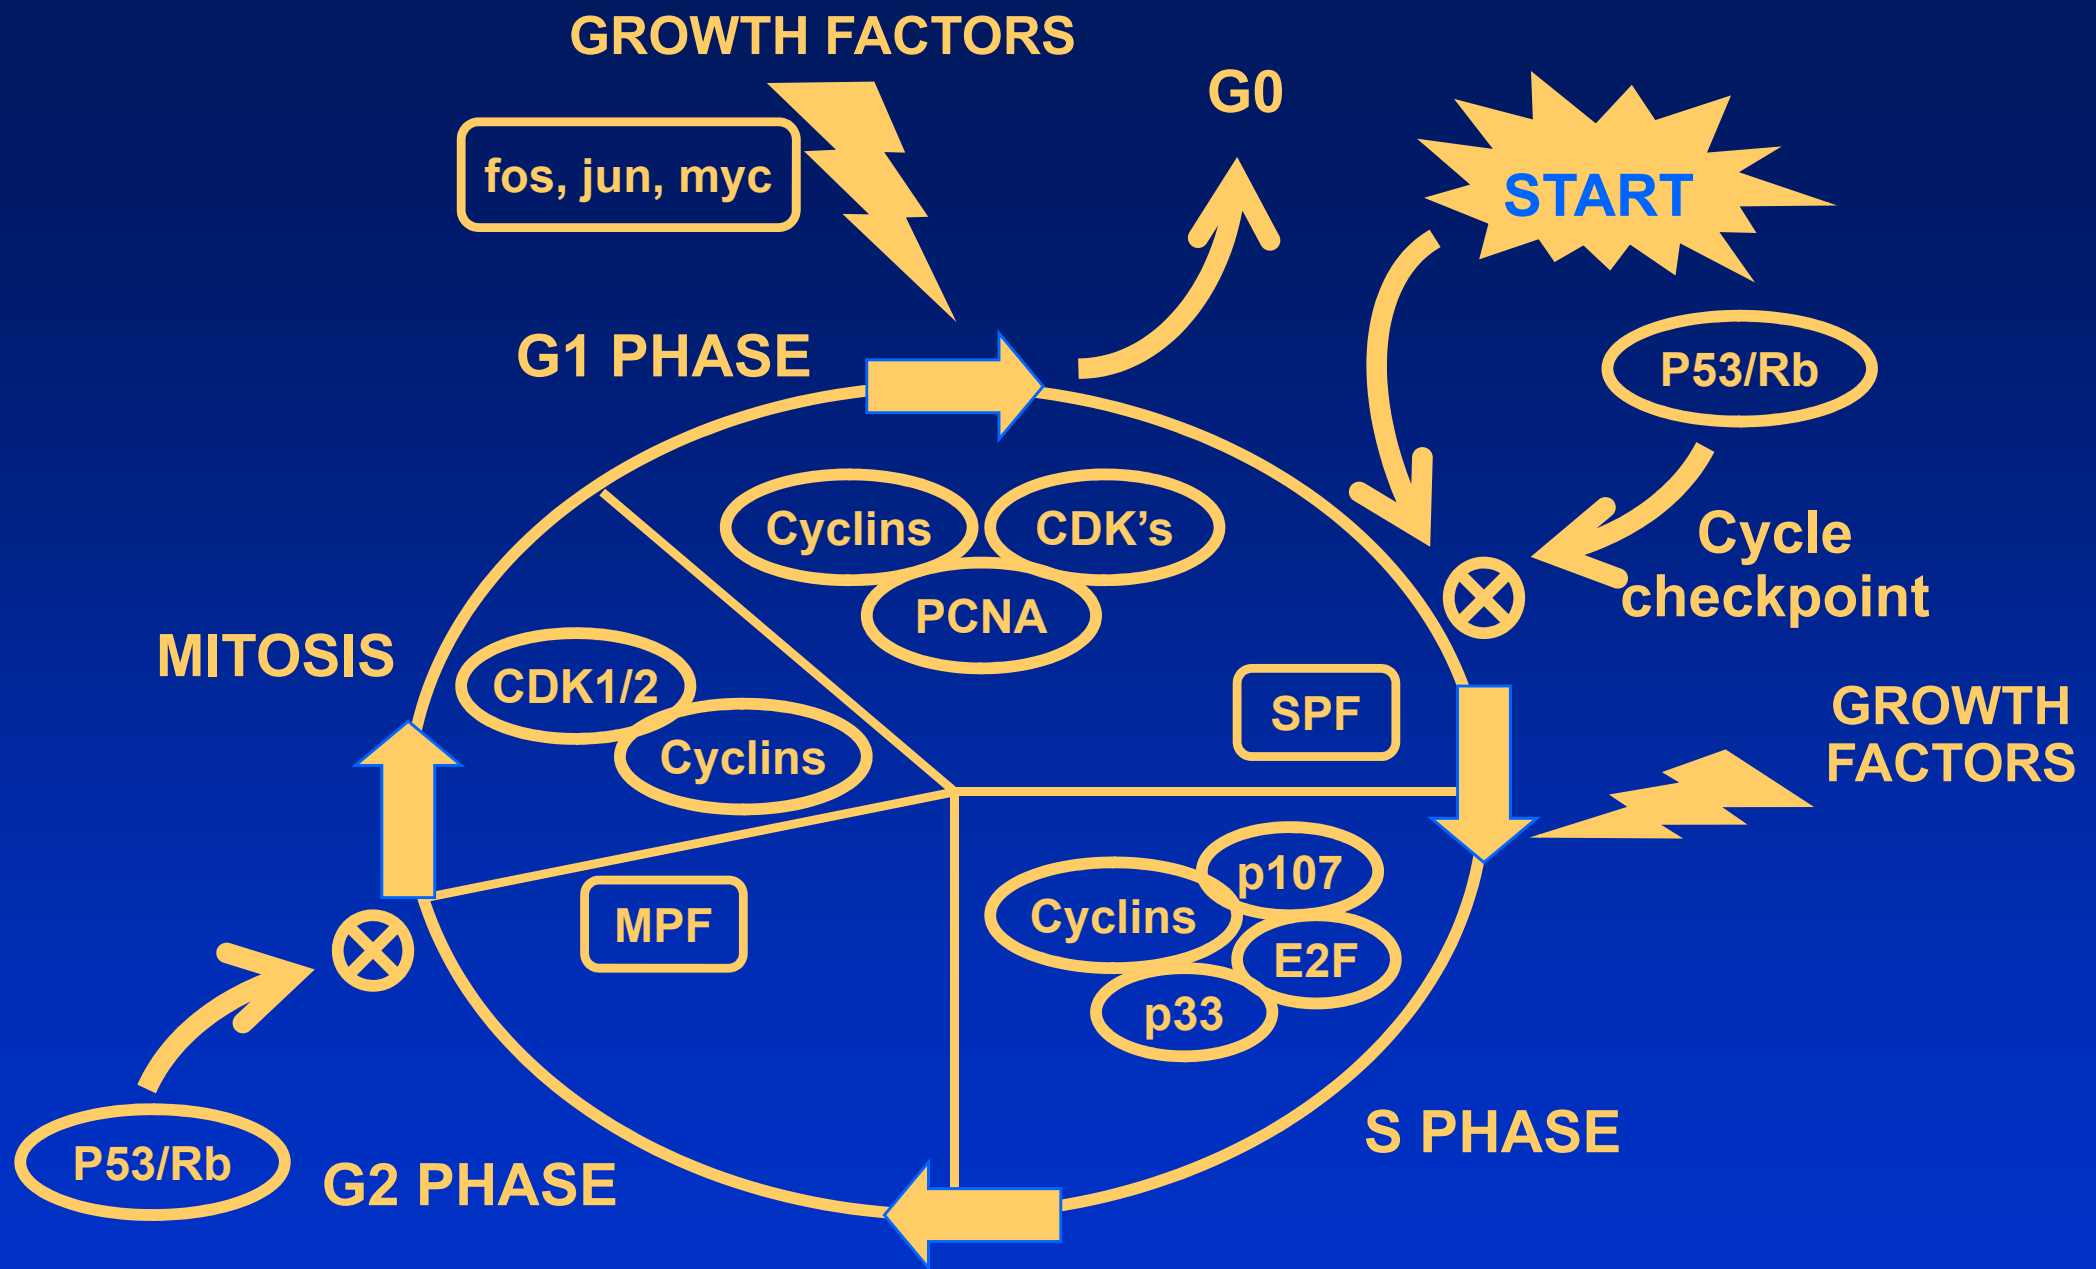 GROWTH FACTORS
G0
fos, jun, myc
START
G1 PHASE
P53/Rb
Cyclins
CDK’s
PCNA
Cycle
checkpoint
MITOSIS
CDK1/2
Cyclins
SPF
GROWTH
FACTORS
p107
Cyclins
E2F
p33
MPF
S PHASE
P53/Rb
G2 PHASE